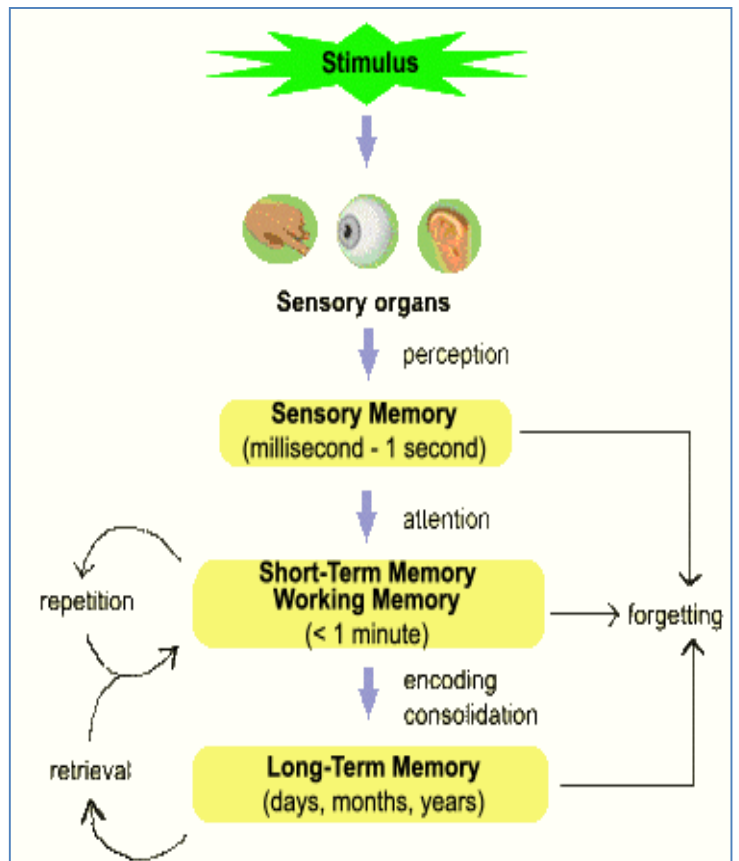 Stimulus
Sensory organs
perception
Sensory Memory
(millisecond - 1 second)
attention
Short-Term Memory
Working Memory
(< 1 minute)
repetition
forgetting
encoding
consolidation
retrieval
Long-Term Memory
(days, months, years)